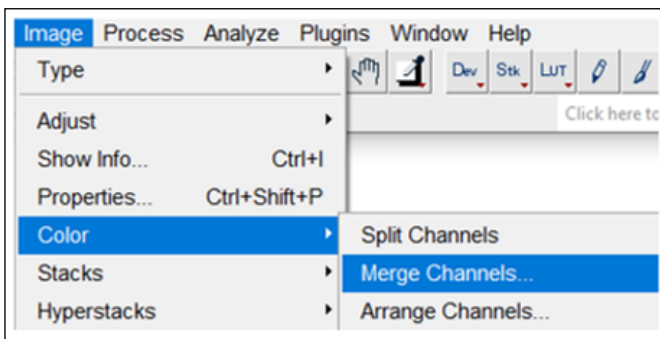 Image Process Analyze Plugins Window Help
Type
Dev Stk LUT
Adjust
Click here to
Show Info... Ctrl+I
Properties... Ctrl+Shift+P
Color
Split Channels
Stacks
Merge Channels...
Hyperstacks
Arrange Channels...